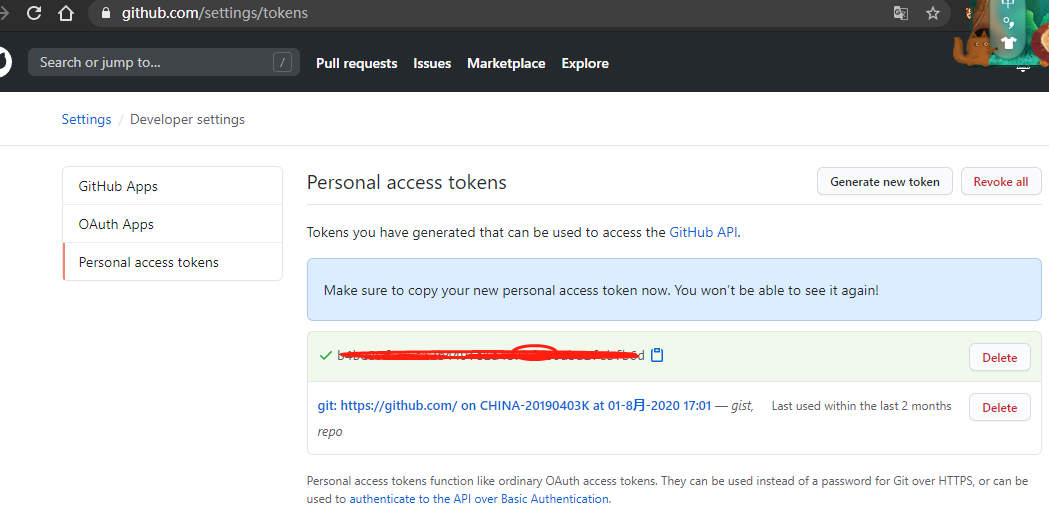 github.com/settings/tokens
中
Search or jump to... /
Pull requests Issues Marketplace Explore
Settings / Developer settings
GitHub Apps
OAuth Apps
Personal access tokens
Personal access tokens
Generate new token
Revoke all
Tokens you have generated that can be used to access the GitHub API.
Make sure to copy your new personal access token now. You won't be able to see it again!
Delete
git: https://github.com/ on CHINA-20190403K at 01-8月-2020 17:01 — gist,
repo
Last used within the last 2 months
Delete
Personal access tokens function like ordinary OAuth access tokens. They can be used instead of a password for Git over HTTPS, or can be
used to authenticate to the API over Basic Authentication.